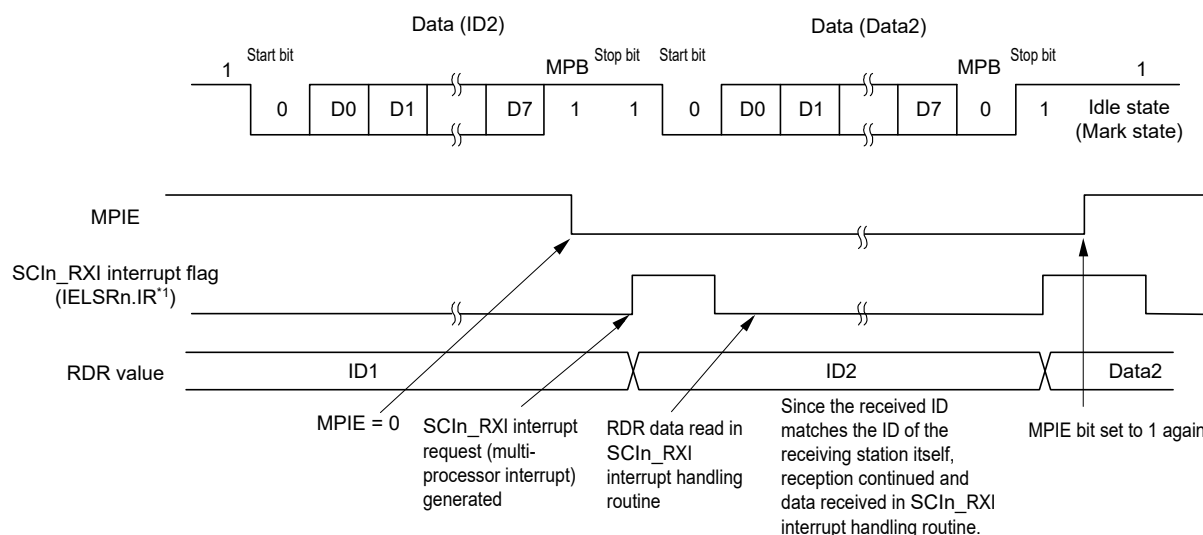 Data (ID2)
Data (Data2)
1
Start bit
MPB
Stop bit
Start bit
MPB
Stop bit
1
0
D0
D1
D7
1
1
0
D0
D1
D7
0
1
Idle state
(Mark state)
MPIE
SCIn_RXI interrupt flag
(IELSRn.IR*1)
RDR value
ID1
ID2
Data2
MPIE = 0
SCIn_RXI interrupt
request (multi-
processor interrupt)
generated
RDR data read in
SCIn_RXI
interrupt handling
routine
Since the received ID
matches the ID of the
receiving station itself,
reception continued and
data received in SCIn_RXI
interrupt handling routine.
MPIE bit set to 1 again